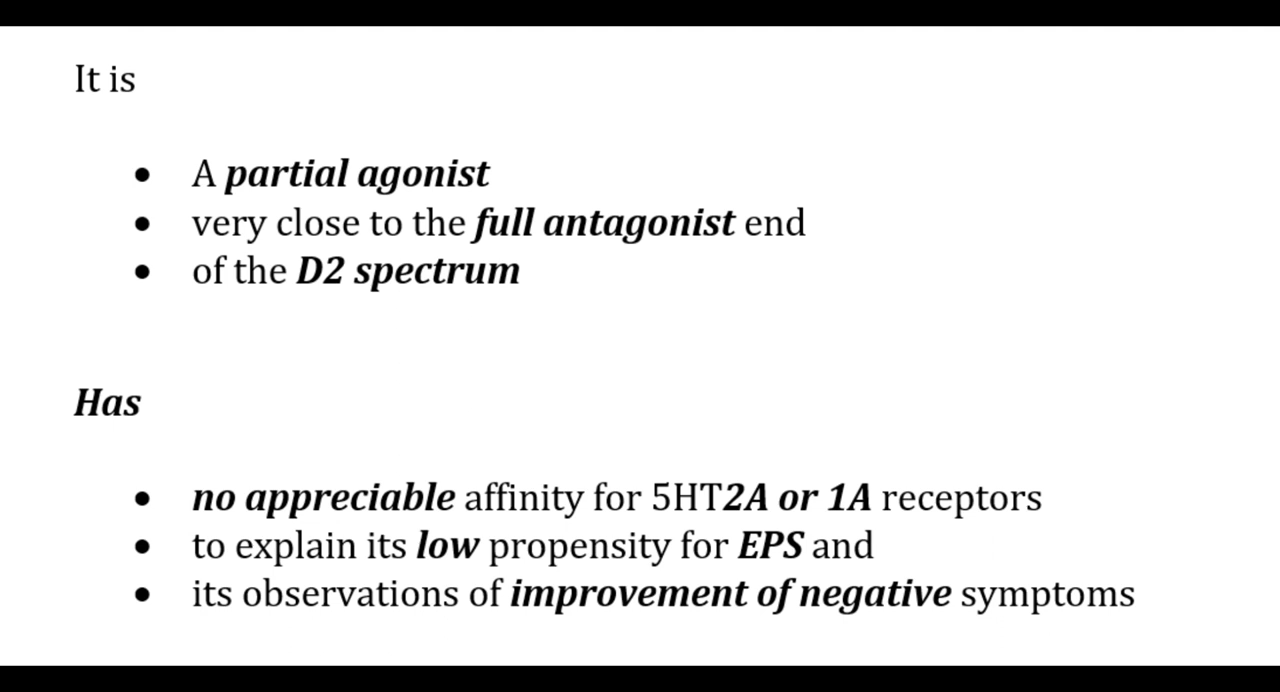 It is
• A partial agonist
• very close to the full antagonist end
• of the D2 spectrum
Has
• no appreciable affinity for 5HT2A or 1A receptors
• to explain its low propensity for EPS and
• its observations of improvement of negative symptoms